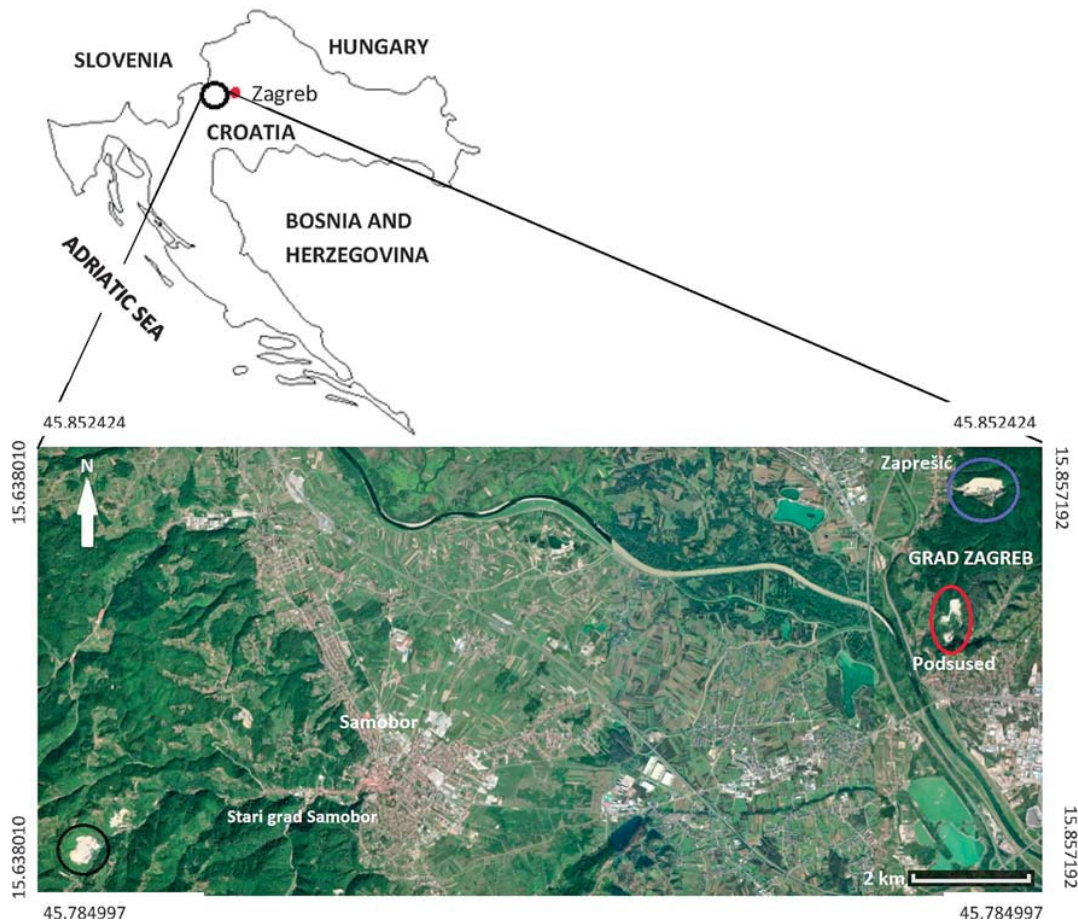 HUNGARY
SLOVENIA
Zagreb
CROATIA
BOSNIA AND
HERZEGOVINA
ADRIATIC SEA
45.852424
45.852424
15.638010
15.857192
N
Zaprešić
GRAD ZAGREB
Podsused
Samobor
Stari grad Samobor
15.638010
15.857192
2 km
45.784997
45.784997